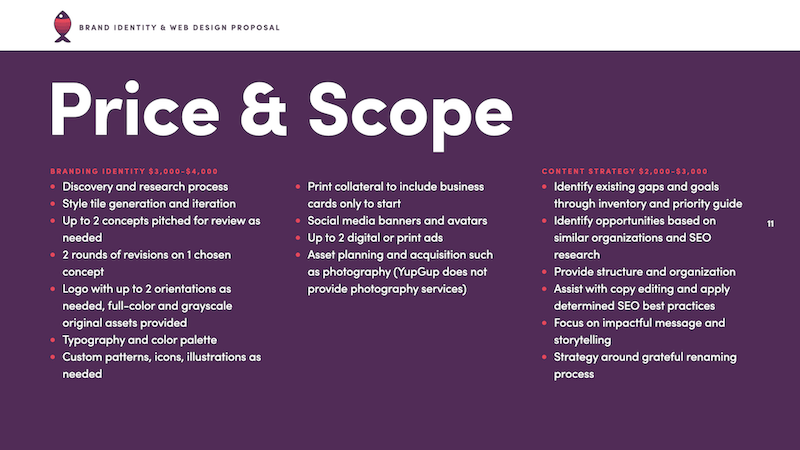 BRAND IDENTITY & WEB DESIGN PROPOSAL
Price & Scope
BRANDING IDENTITY $3,000-$4,000
• Discovery and research process
• Style tile generation and iteration
• Up to 2 concepts pitched for review as
needed
• 2 rounds of revisions on 1 chosen
concept
• Logo with up to 2 orientations as
needed, full-color and grayscale
original assets provided
• Typography and color palette
• Custom patterns, icons, illustrations as
needed
• Print collateral to include business
cards only to start
• Social media banners and avatars
• Up to 2 digital or print ads
• Asset planning and acquisition such
as photography (YupGup does not
provide photography services)
CONTENT STRATEGY $2,000-$3,000
• Identify existing gaps and goals
through inventory and priority guide
• Identify opportunities based on
similar organizations and SEO
research
• Provide structure and organization
• Assist with copy editing and apply
determined SEO best practices
• Focus on impactful message and
storytelling
• Strategy around grateful renaming
process
11